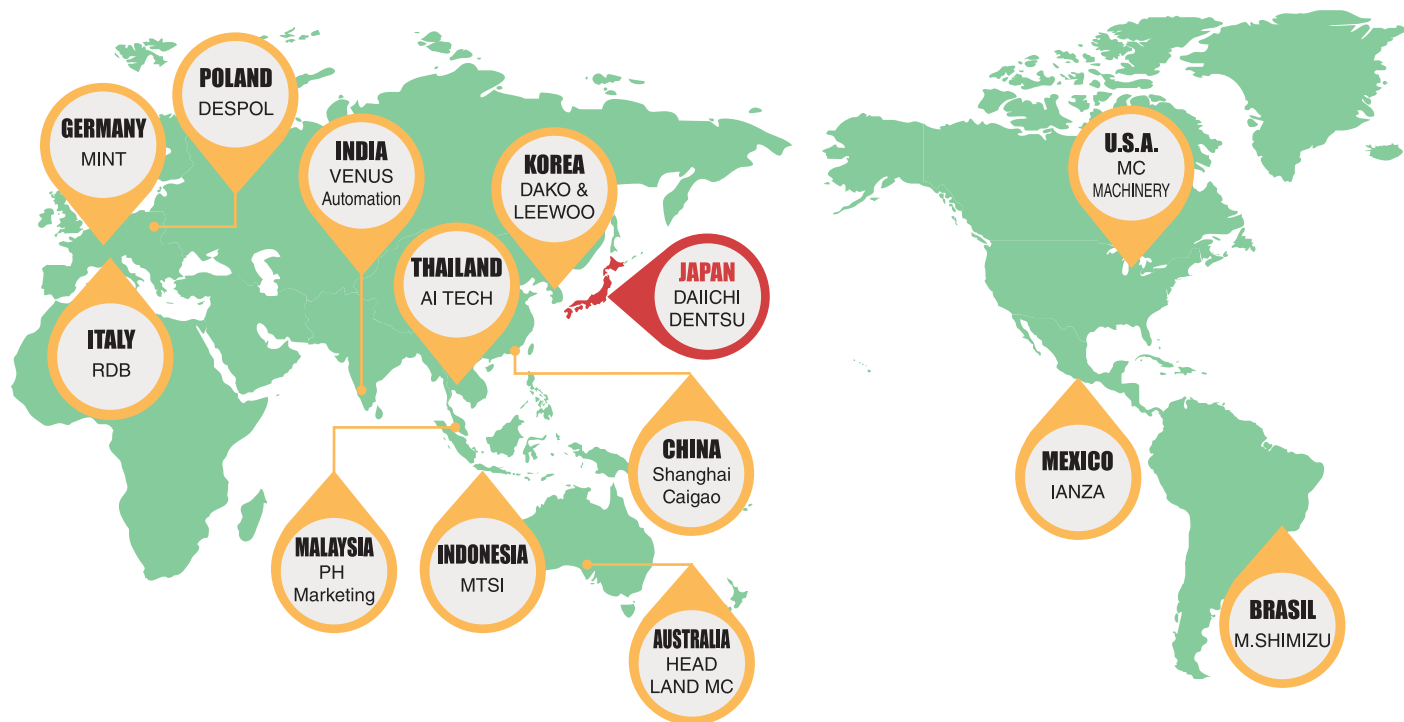 POLAND
DESPOL
GERMANY
MINT
INDIA
VENUS
Automation
KOREA
DAKO &
LEEWOO
U.S.A.
MC
MACHINERY
THAILAND
AI TECH
JAPAN
DAIICHI
DENTSU
ITALY
RDB
CHINA
Shanghai
Caigao
MEXICO
IANZA
MALAYSIA
PH
Marketing
INDONESIA
MTSI
AUSTRALIA
HEAD
LAND MC
BRASIL
M.SHIMIZU